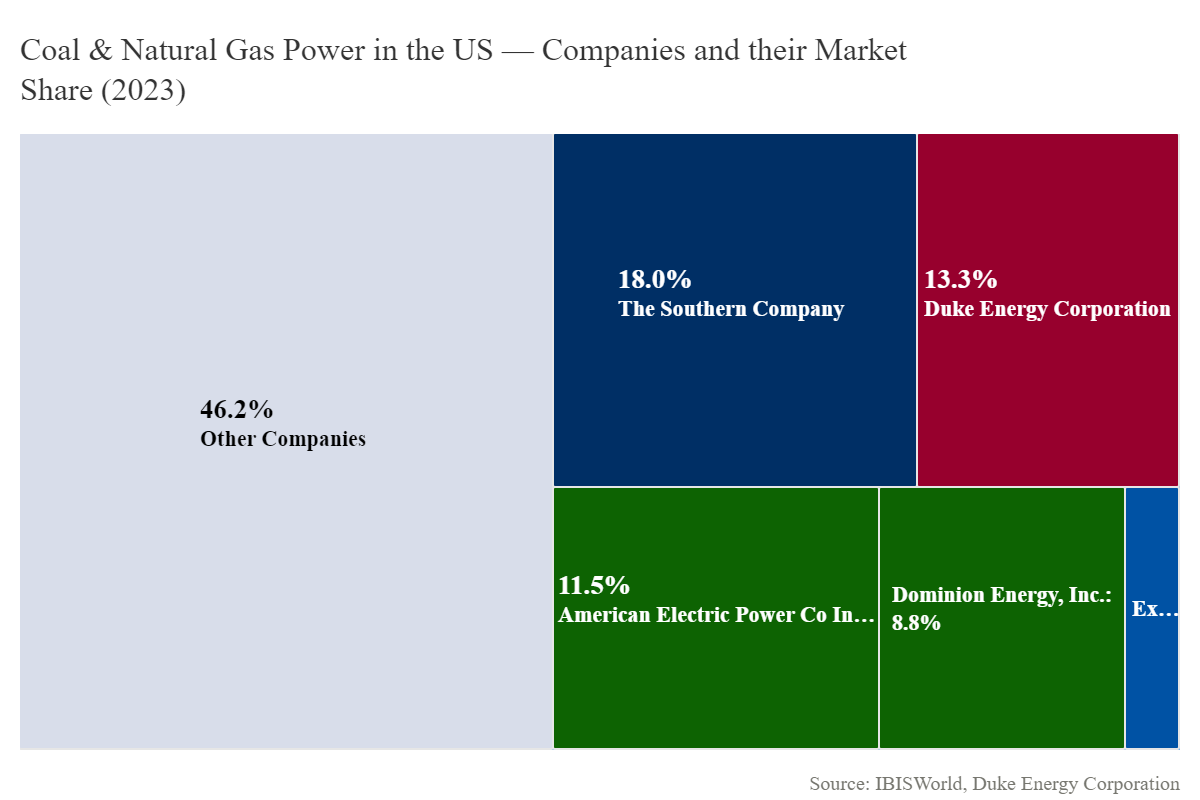 Coal & Natural Gas Power in the US — Companies and their Market
Share (2023)
46.2%
Other Companies
18.0%
The Southern Company
13.3%
Duke Energy Corporation
11.5%
American Electric Power Co In…
Dominion Energy, Inc.:
8.8%
Ex…
Source: IBISWorld, Duke Energy Corporation